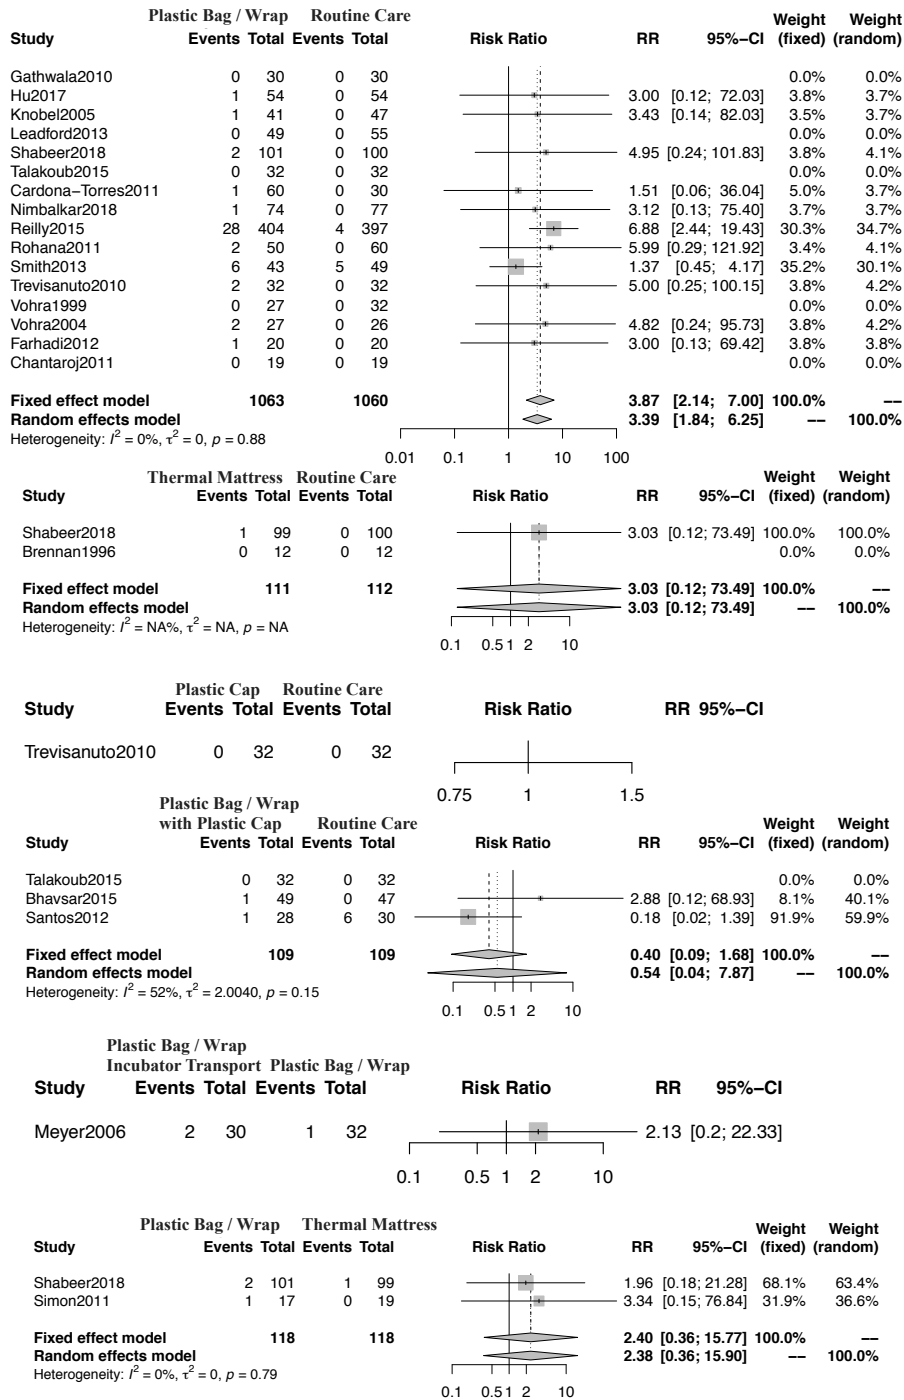 Plastic Bag / Wrap Routine Care Weight Weight
Study Events Total Events Total Risk Ratio RR 95%−CI (fixed) (random)
Gathwala2010 0 30 0 30 0.0% 0.0%
Hu2017 1 54 0 54 3.00 [0.12; 72.03] 3.8% 3.7%
Knobel2005 1 41 0 47 3.43 [0.14; 82.03] 3.5% 3.7%
Leadford2013 0 49 0 55 0.0% 0.0%
Shabeer2018 2 101 0 100 4.95 [0.24; 101.83] 3.8% 4.1%
Talakoub2015 0 32 0 32 0.0% 0.0%
Cardona−Torres2011 1 60 0 30 1.51 [0.06; 36.04] 5.0% 3.7%
Nimbalkar2018 1 74 0 77 3.12 [0.13; 75.40] 3.7% 3.7%
Reilly2015 28 404 4 397 6.88 [2.44; 19.43] 30.3% 34.7%
Rohana2011 2 50 0 60 5.99 [0.29; 121.92] 3.4% 4.1%
Smith2013 6 43 5 49 1.37 [0.45; 4.17] 35.2% 30.1%
Trevisanuto2010 2 32 0 32 5.00 [0.25; 100.15] 3.8% 4.2%
Vohra1999 0 27 0 32 0.0% 0.0%
Vohra2004 2 27 0 26 4.82 [0.24; 95.73] 3.8% 4.2%
Farhadi2012 1 20 0 20 3.00 [0.13; 69.42] 3.8% 3.8%
Chantaroj2011 0 19 0 19 0.0% 0.0%
Fixed effect model 1063 1060 3.87 [2.14; 7.00] 100.0% −−
Random effects model 3.39 [1.84; 6.25] −− 100.0%
Heterogeneity: I² = 0%, τ² = 0, p = 0.88
0.01 0.1 1 10 100
Thermal Mattress Routine Care Weight Weight
Study Events Total Events Total Risk Ratio RR 95%−CI (fixed) (random)
Shabeer2018 1 99 0 100 3.03 [0.12; 73.49] 100.0% 100.0%
Brennan1996 0 12 0 12 0.0% 0.0%
Fixed effect model 111 112 3.03 [0.12; 73.49] 100.0% −−
Random effects model 3.03 [0.12; 73.49] −− 100.0%
Heterogeneity: I² = NA%, τ² = NA, p = NA
0.1 0.5 1 2 10
Plastic Cap Routine Care
Study Events Total Events Total Risk Ratio RR 95%−CI
Trevisanuto2010 0 32 0 32
0.75 1 1.5
Plastic Bag / Wrap
with Plastic Cap Routine Care Weight Weight
Study Events Total Events Total Risk Ratio RR 95%−CI (fixed) (random)
Talakoub2015 0 32 0 32 0.0% 0.0%
Bhavsar2015 1 49 0 47 2.88 [0.12; 68.93] 8.1% 40.1%
Santos2012 1 28 6 30 0.18 [0.02; 1.39] 91.9% 59.9%
Fixed effect model 109 109 0.40 [0.09; 1.68] 100.0% −−
Random effects model 0.54 [0.04; 7.87] −− 100.0%
Heterogeneity: I² = 52%, τ² = 2.0040, p = 0.15
0.1 0.5 1 2 10
Plastic Bag / Wrap
Incubator Transport Plastic Bag / Wrap
Study Events Total Events Total Risk Ratio RR 95%−CI
Meyer2006 2 30 1 32 2.13 [0.2; 22.33]
0.1 0.5 1 2 10
Plastic Bag / Wrap Thermal Mattress Weight Weight
Study Events Total Events Total Risk Ratio RR 95%−CI (fixed) (random)
Shabeer2018 2 101 1 99 1.96 [0.18; 21.28] 68.1% 63.4%
Simon2011 1 17 0 19 3.34 [0.15; 76.84] 31.9% 36.6%
Fixed effect model 118 118 2.40 [0.36; 15.77] 100.0% −−
Random effects model 2.38 [0.36; 15.90] −− 100.0%
Heterogeneity: I² = 0%, τ² = 0, p = 0.79
0.1 0.5 1 2 10